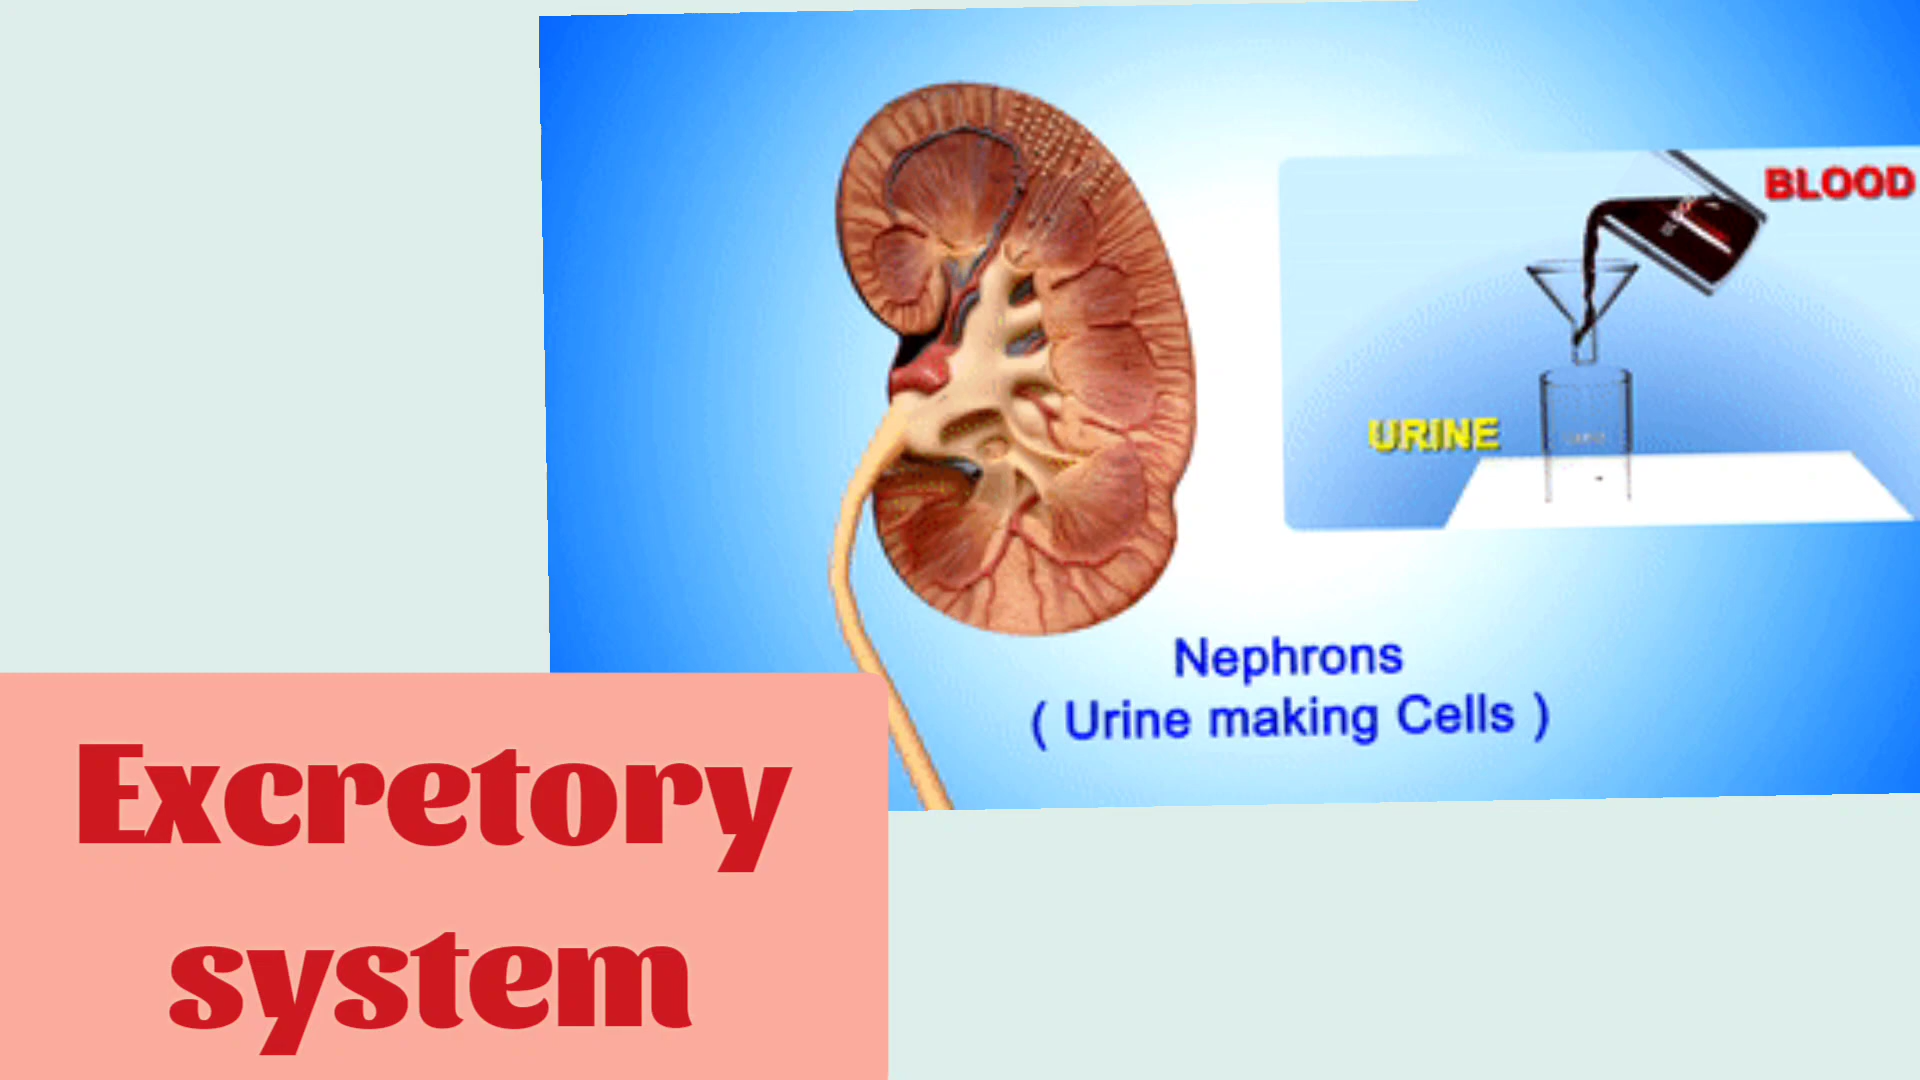 BLOOD
URINE
Nephrons
( Urine making Cells )
Excretory
system